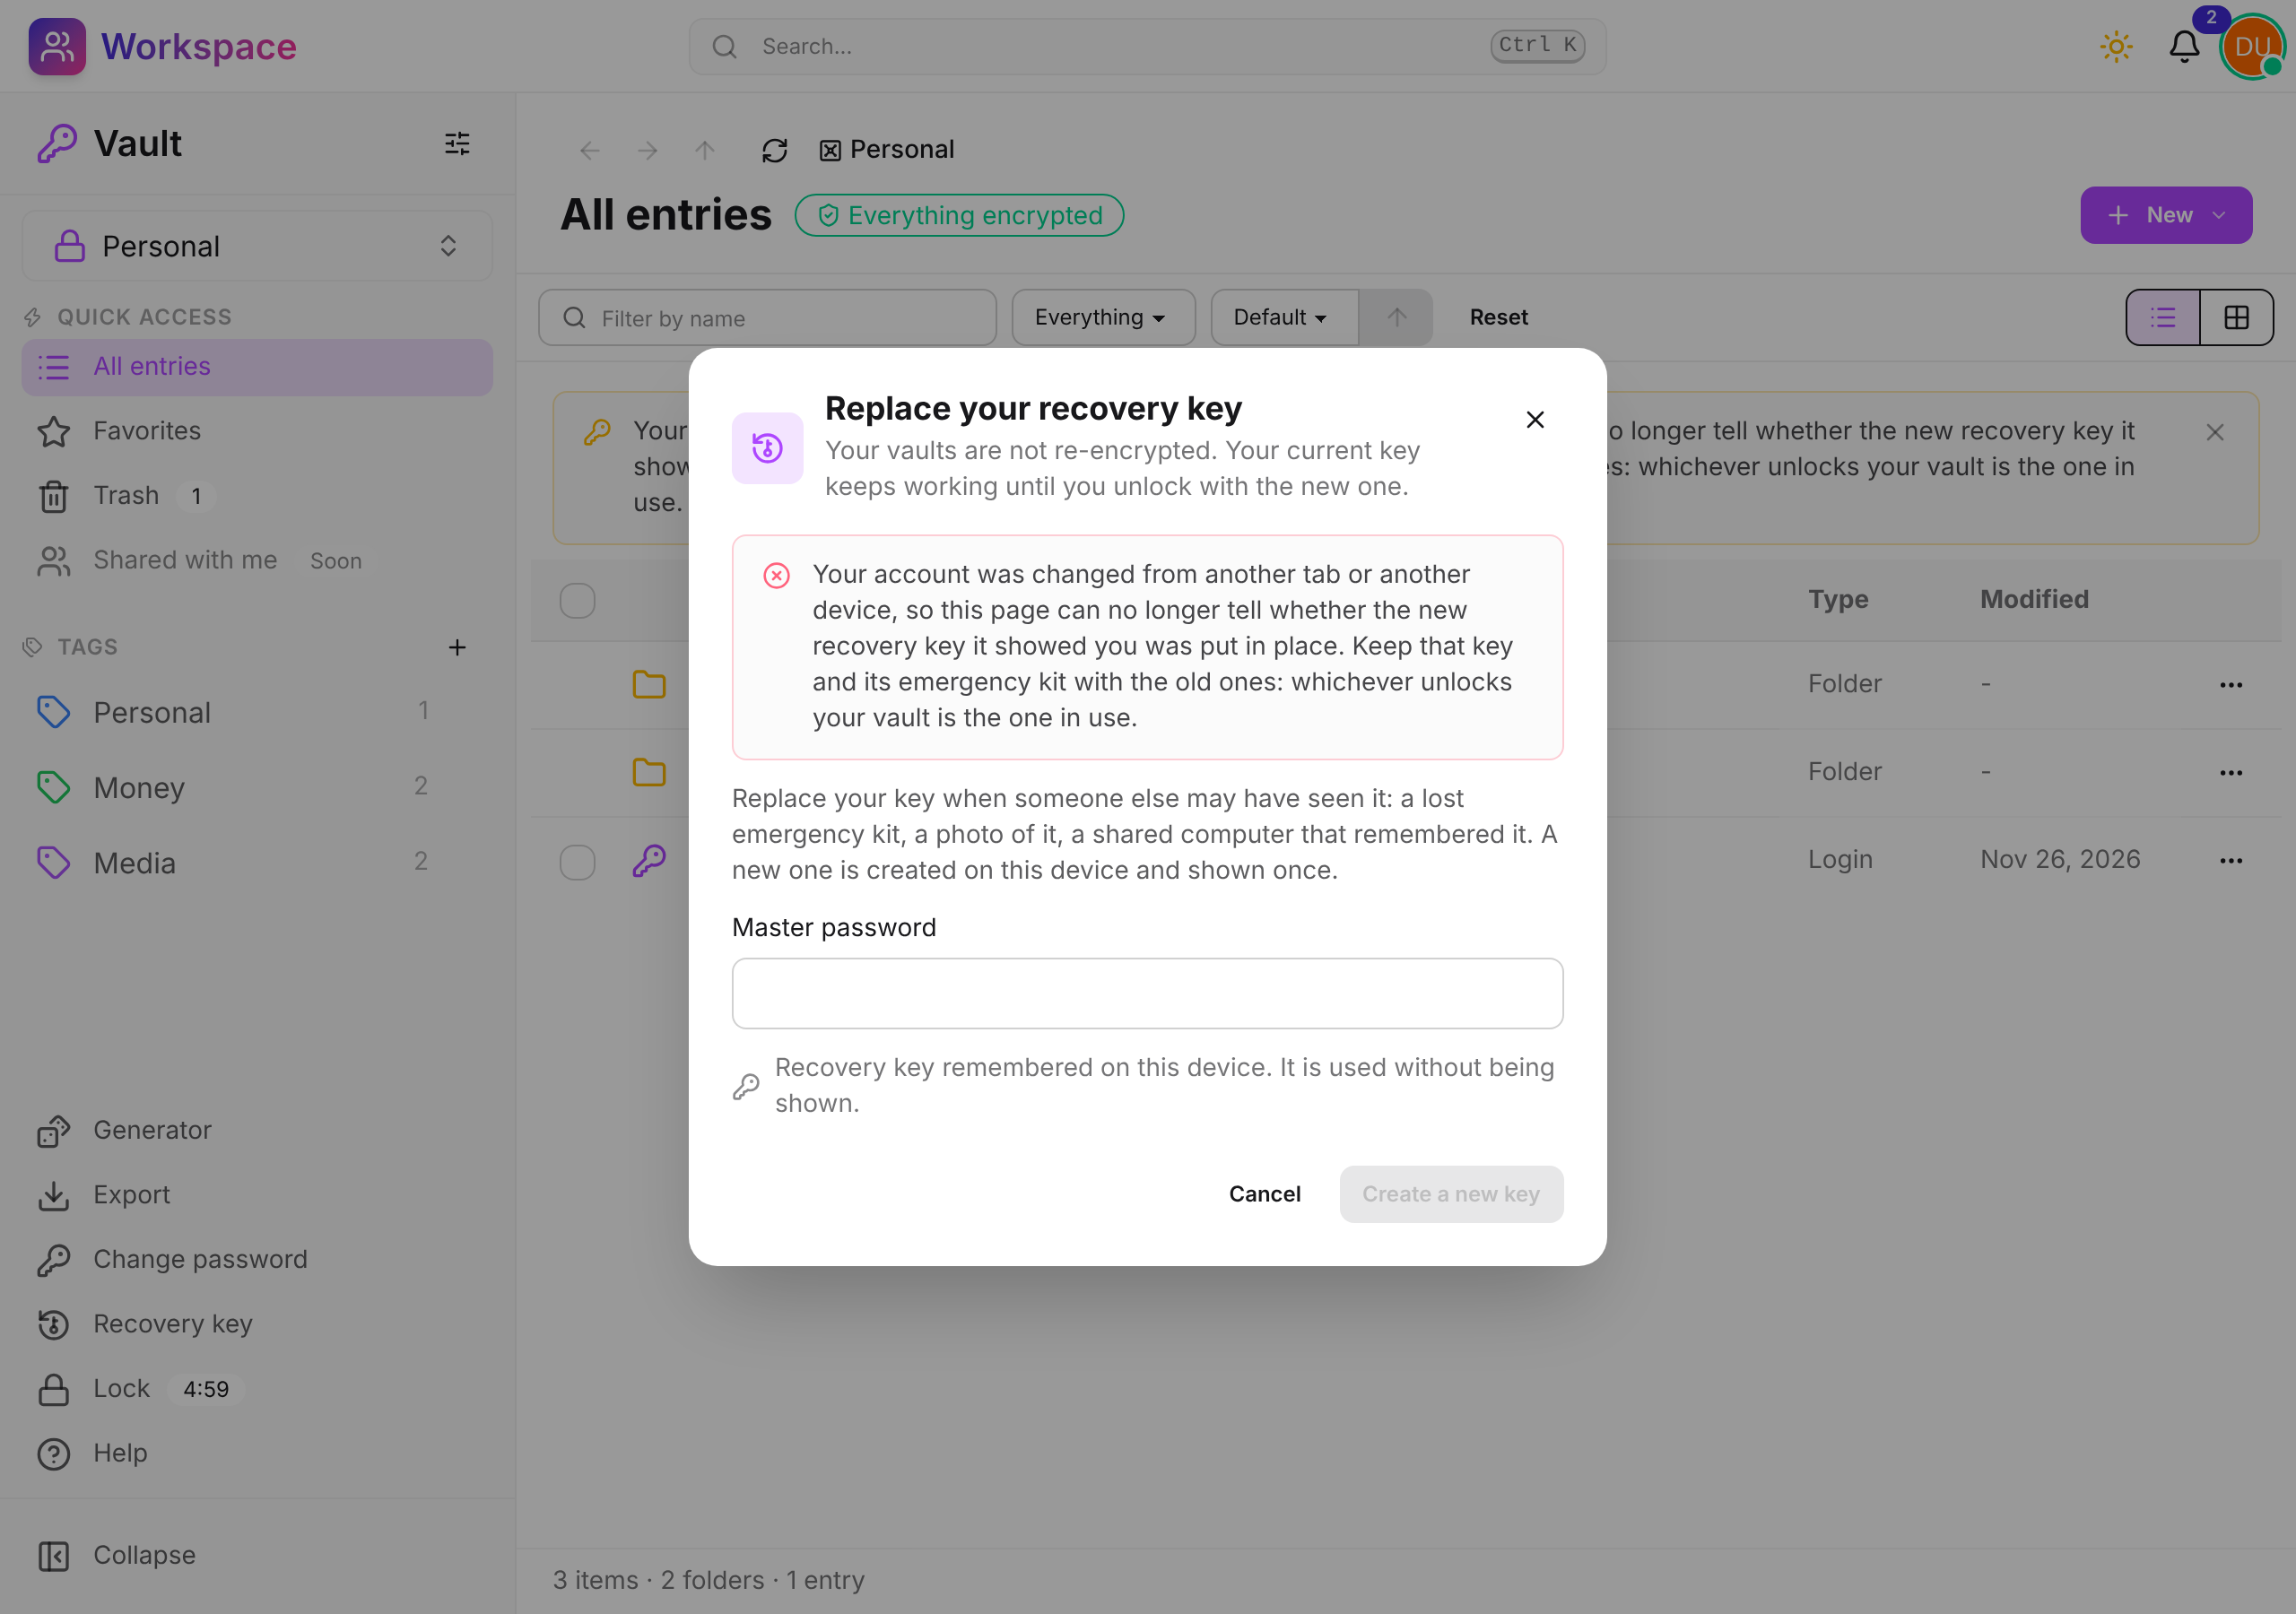 Workspace
Search...
Ctrl K
2
DU
Vault
Personal
QUICK ACCESS
All entries
Favorites
Trash 1
Shared with me Soon
TAGS
Personal 1
Money 2
Media 2
Generator
Export
Change password
Recovery key
Lock 4:59
Help
Collapse
Personal
All entries
Everything encrypted
New
Filter by name
Everything
Default
Reset
Your
o longer tell whether the new recovery key it
show
es: whichever unlocks your vault is the one in
use.
Type Modified
Folder -
Folder -
Login Nov 26, 2026
3 items · 2 folders · 1 entry
Replace your recovery key
Your vaults are not re-encrypted. Your current key
keeps working until you unlock with the new one.
Your account was changed from another tab or another
device, so this page can no longer tell whether the new
recovery key it showed you was put in place. Keep that key
and its emergency kit with the old ones: whichever unlocks
your vault is the one in use.
Replace your key when someone else may have seen it: a lost
emergency kit, a photo of it, a shared computer that remembered it. A
new one is created on this device and shown once.
Master password
Recovery key remembered on this device. It is used without being
shown.
Cancel
Create a new key